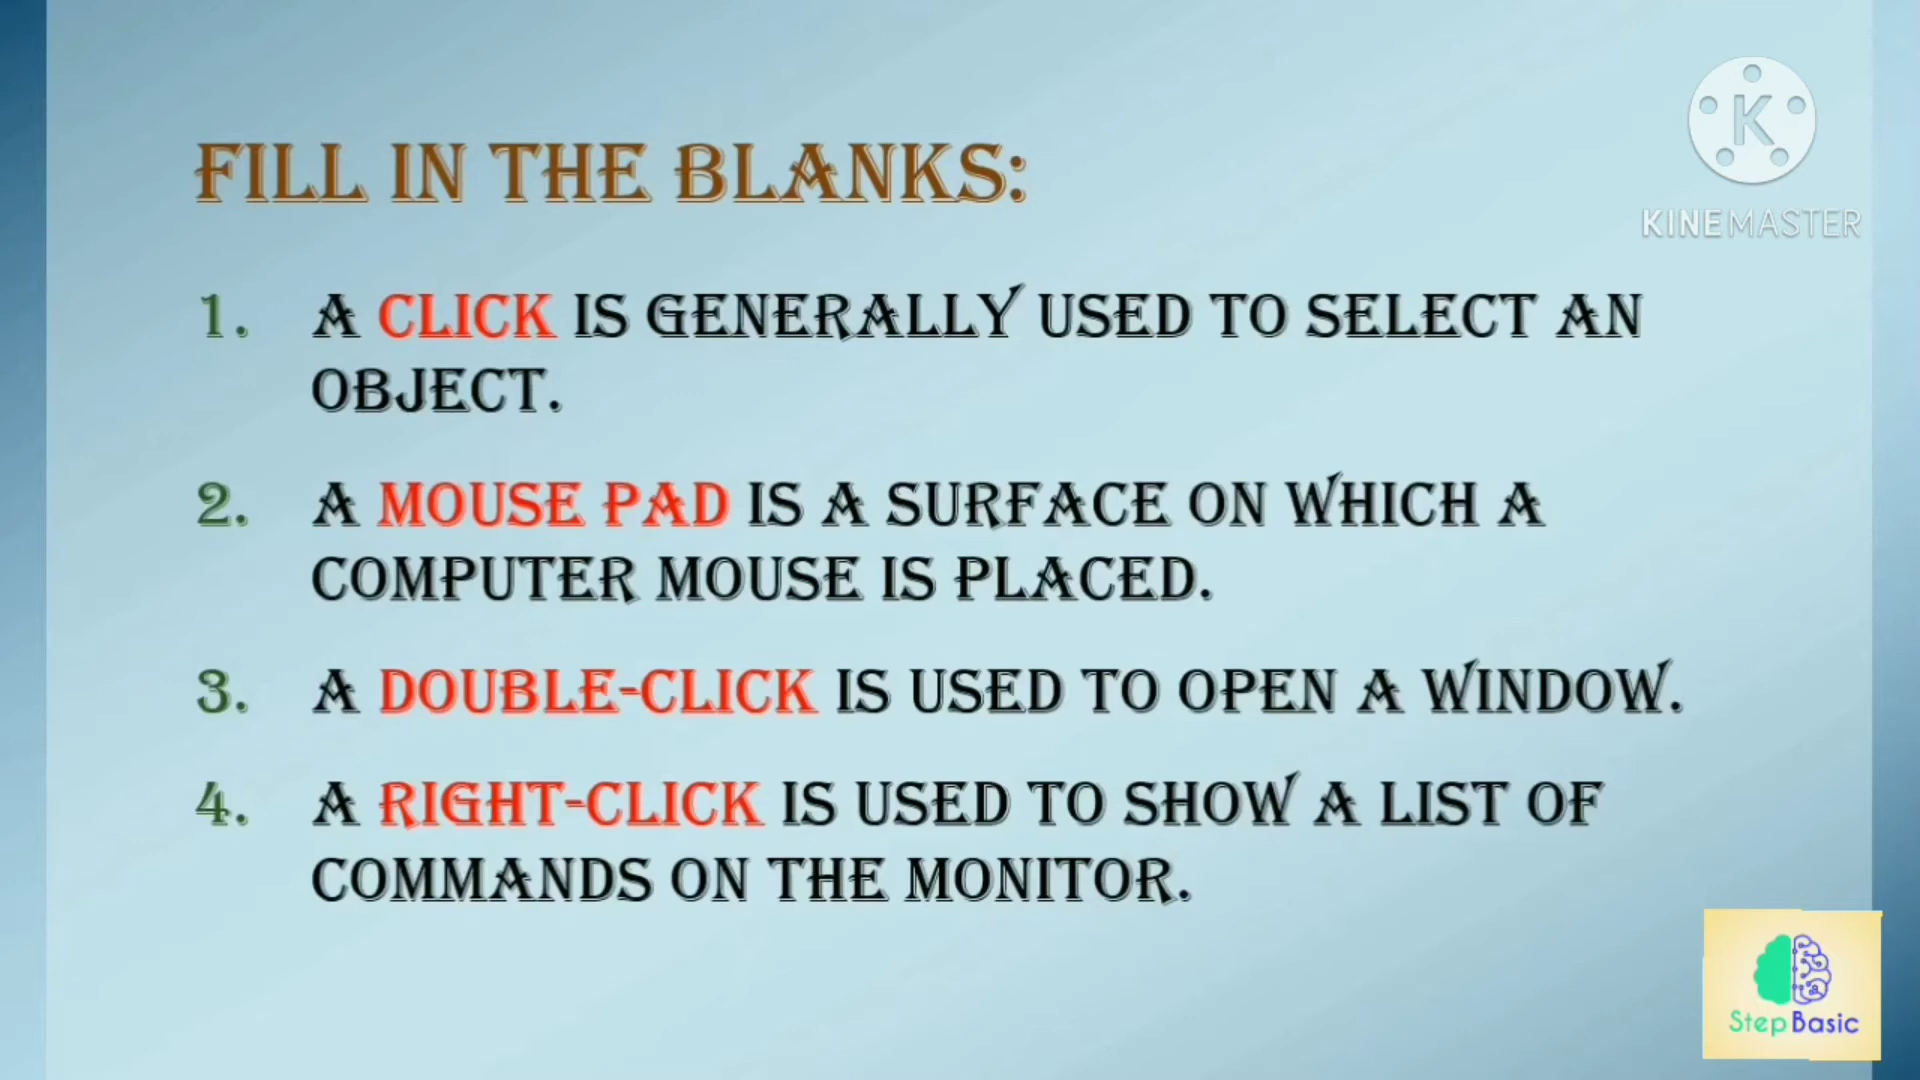 FILL IN THE BLANKS:
K
KINEMASTER
1. A CLICK IS GENERALLY USED TO SELECT AN
OBJECT.
2. A MOUSE PAD IS A SURFACE ON WHICH A
COMPUTER MOUSE IS PLACED.
3. A DOUBLE-CLICK IS USED TO OPEN A WINDOW.
4. A RIGHT-CLICK IS USED TO SHOW A LIST OF
COMMANDS ON THE MONITOR.
Step Basic